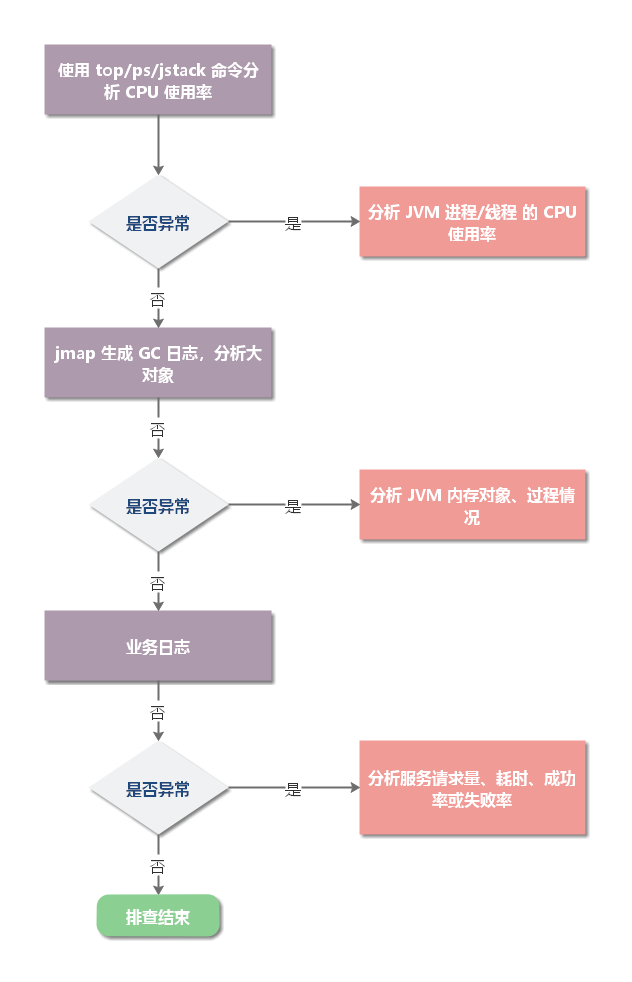 使用 top/ps/jstack 命令分
析 CPU 使用率
是否异常
是
分析 JVM 进程/线程 的 CPU
使用率
否
jmap 生成 GC 日志，分析大
对象
否
是否异常
是
分析 JVM 内存对象、过程情
况
否
业务日志
否
是否异常
是
分析服务请求量、耗时、成功
率或失败率
否
排查结束